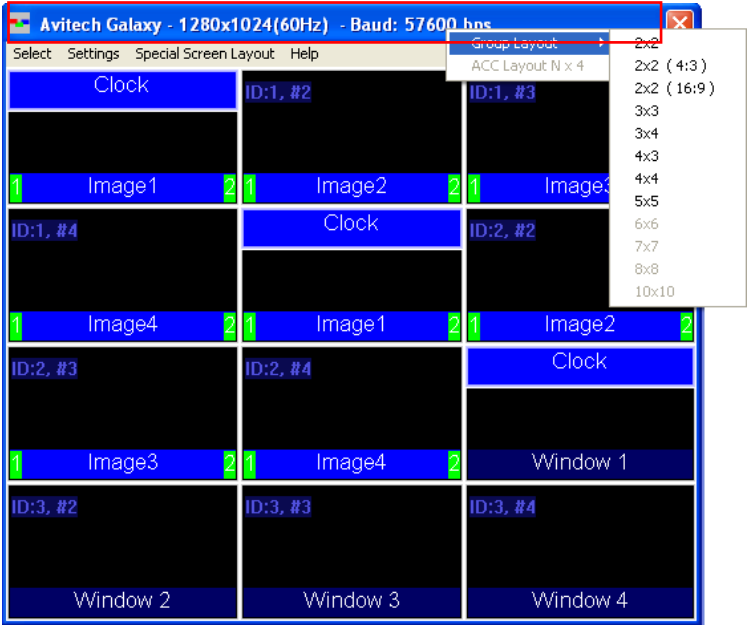 Avitech Galaxy - 1280x1024(60Hz) - Baud: 57600 bps
Select Settings Special Screen Layout Help
Group Layout
ACC Layout N x 4
2x2
2x2 ( 4:3 )
2x2 ( 16:9 )
3x3
3x4
4x3
4x4
5x5
6x6
7x7
8x8
10x10
Clock
ID:1, #2
ID:1, #3
1 Image1 2
1 Image2 2
1 Image3
ID:1, #4
Clock
ID:2, #2
1 Image4 2
1 Image1 2
1 Image2 2
ID:2, #3
ID:2, #4
Clock
1 Image3 2
1 Image4 2
Window 1
ID:3, #2
ID:3, #3
ID:3, #4
Window 2
Window 3
Window 4